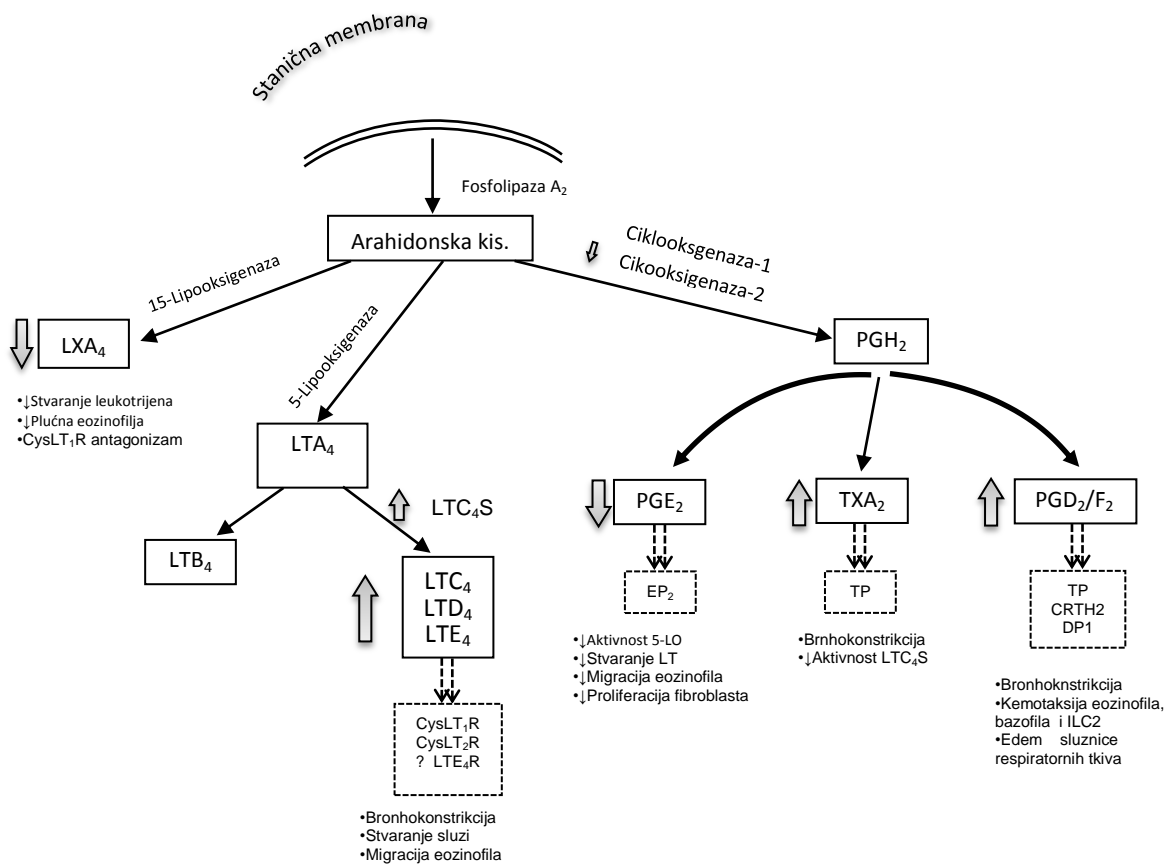 Stanična membrana
Fosfolipaza A₂
Arahidonska kis.
Ciklooksgenaza-1
Cikooksigenaza-2
15-Lipooksigenaza
5-Lipooksigenaza
LXA₄
PGH₂
•↓Stvaranje leukotrijena
•↓Plućna eozinofilja
•CysLT₁R antagonizam
LTA₄
LTC₄S
LTB₄
LTC₄
LTD₄
LTE₄
CysLT₁R
CysLT₂R
? LTE₄R
•Bronhokonstrikcija
•Stvaranje sluzi
•Migracija eozinofila
PGE₂
EP₂
•↓Aktivnost 5-LO
•↓Stvaranje LT
•↓Migracija eozinofila
•↓Proliferacija fibroblasta
TXA₂
TP
•Brnhokonstrikcija
•↓Aktivnost LTC₄S
PGD₂/F₂
TP
CRTH2
DP1
•Bronhoknstrikcija
•Kemotaksija eozinofila,
bazofila i ILC2
•Edem sluznice
respiratornih tkiva